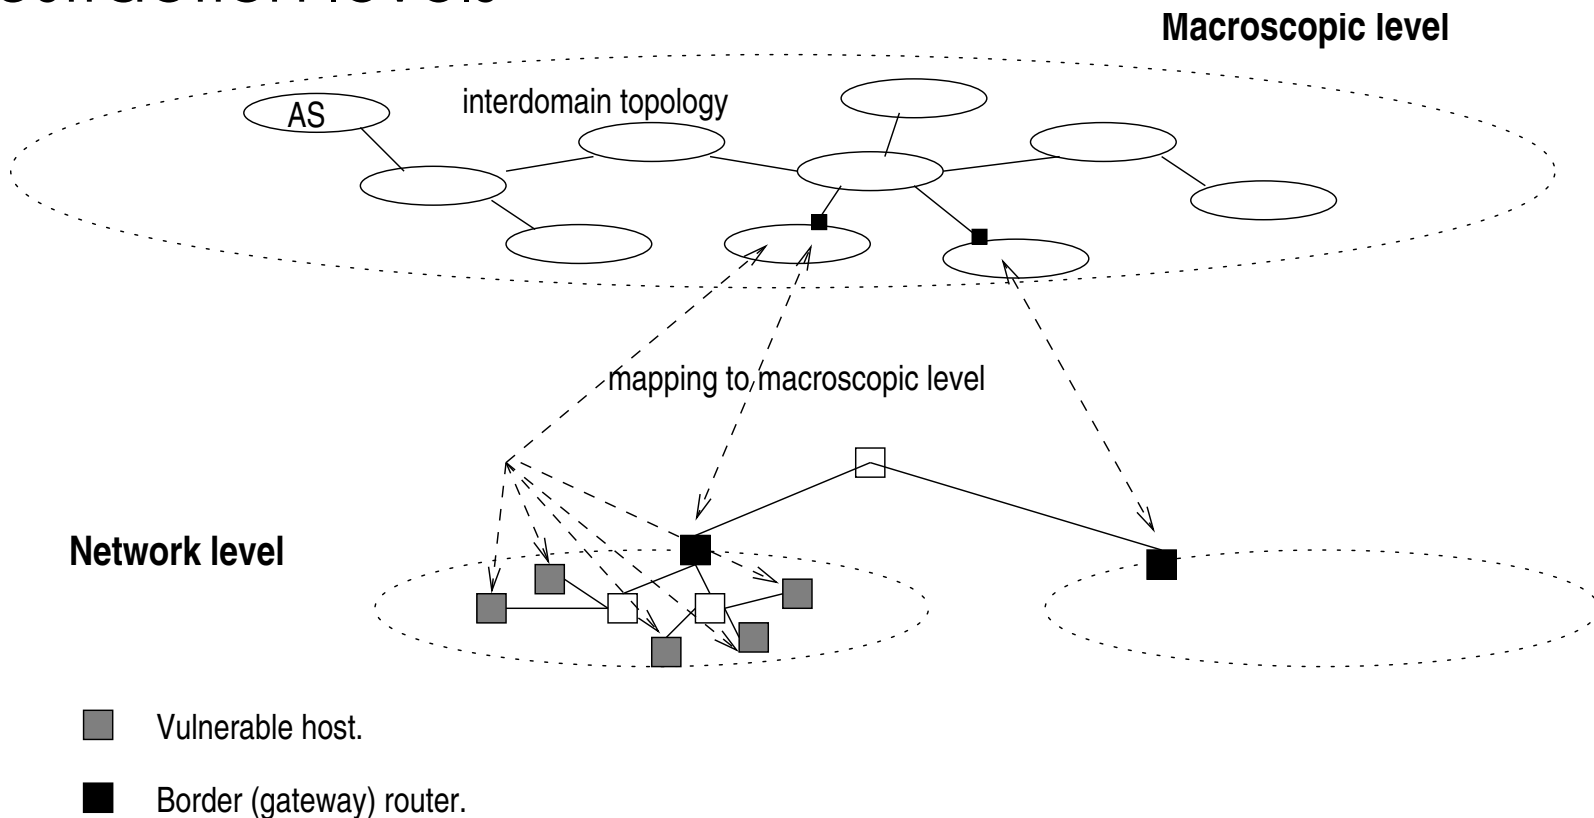 Macroscopic level
AS
interdomain topology
mapping to macroscopic level
Network level
Vulnerable host.
Border (gateway) router.